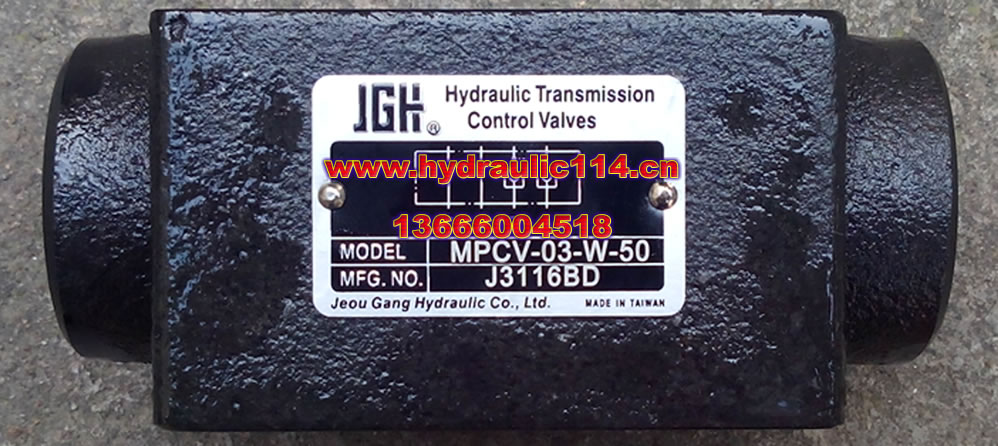 JGH®
Hydraulic Transmission
Control Valves
www.hydraulic114.cn
13666004518
MODEL MPCV-03-W-50
MFG. NO. J3116BD
Jeou Gang Hydraulic Co., Ltd. MADE IN TAIWAN